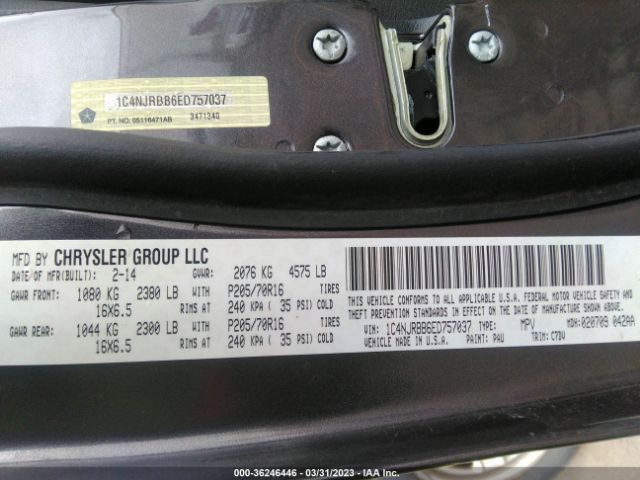 1C4NJRBB6ED757037
PT. NO. 05116471AB 3471340
MFD BY CHRYSLER GROUP LLC
DATE OF MFR(BUILT): 2-14 GVWR: 2076 KG 4575 LB
GAWR FRONT: 1080 KG 2380 LB WITH P205/70R16 TIRES
16X6.5 RIMS AT 240 KPA ( 35 PSI) COLD
GAWR REAR: 1044 KG 2300 LB WITH P205/70R16 TIRES
16X6.5 RIMS AT 240 KPA ( 35 PSI) COLD
THIS VEHICLE CONFORMS TO ALL APPLICABLE U.S.A. FEDERAL MOTOR VEHICLE SAFETY AND
THEFT PREVENTION STANDARDS IN EFFECT ON THE DATE OF MANUFACTURE SHOWN ABOVE.
VIN: 1C4NJRBB6ED757037 TYPE: MPV MDH: 020709 042AA
VEHICLE MADE IN U.S.A. PAINT: PAU TRIM: C7DV
000-36246446 - 03/31/2023 - IAA Inc.